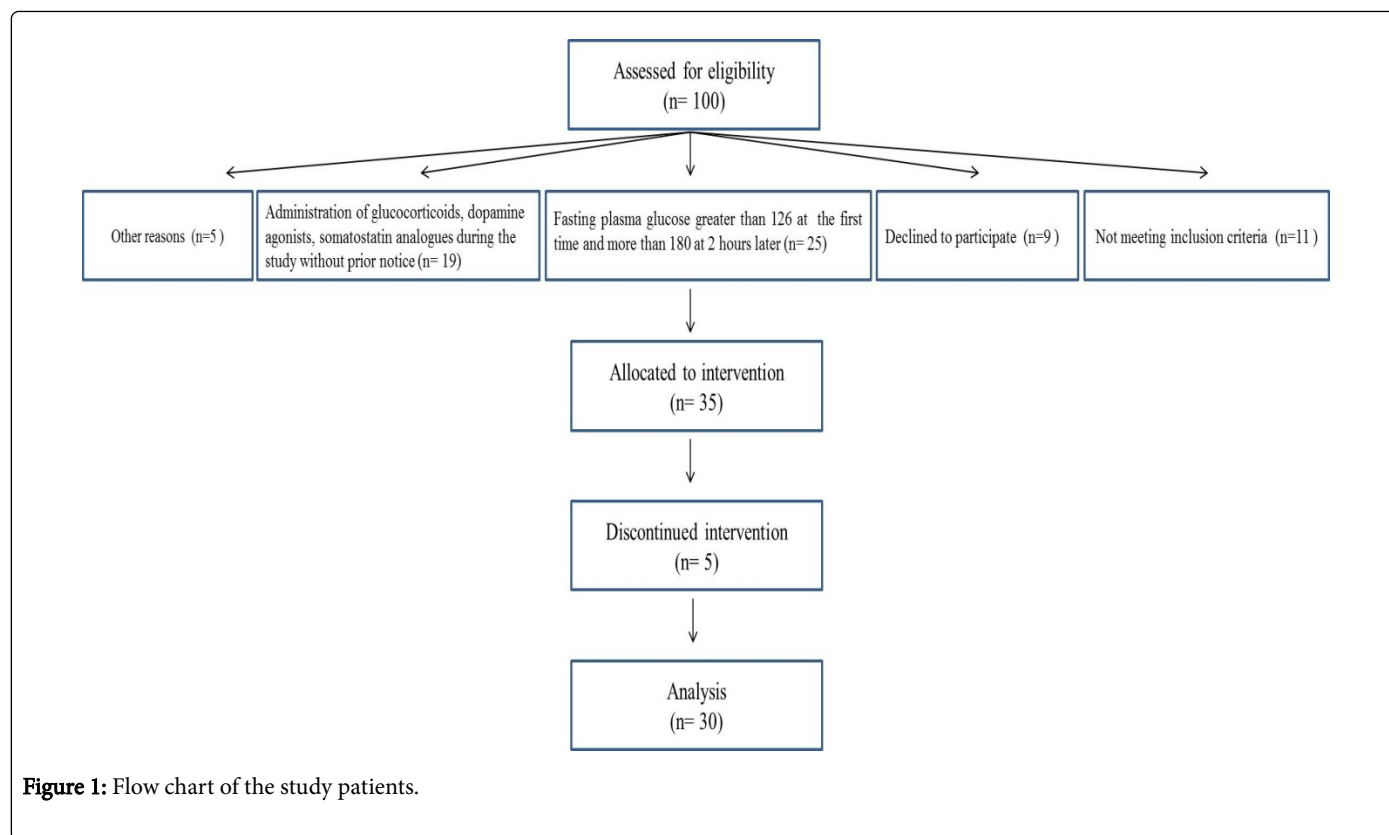 Assessed for eligibility
(n= 100)
Other reasons (n=5 )
Administration of glucocorticoids, dopamine
agonists, somatostatin analogues during the
study without prior notice (n= 19)
Fasting plasma glucose greater than 126 at the first
time and more than 180 at 2 hours later (n= 25)
Declined to participate (n=9 )
Not meeting inclusion criteria (n=11 )
Allocated to intervention
(n= 35)
Discontinued intervention
(n= 5)
Analysis
(n= 30)
Figure 1: Flow chart of the study patients.